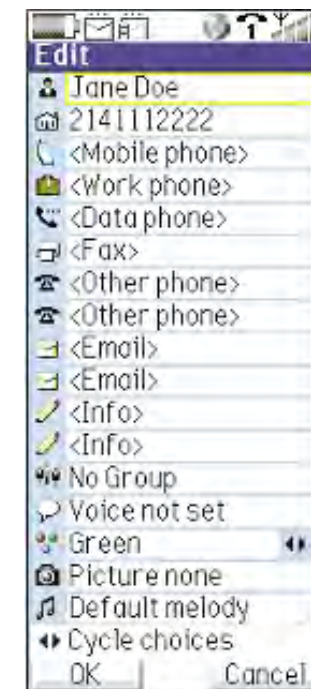 Edit
Jane Doe
2141112222
<Mobile phone>
<Work phone>
<Data phone>
<Fax>
<Other phone>
<Other phone>
<Email>
<Email>
<Info>
<Info>
No Group
Voice not set
Green
Picture none
Default melody
Cycle choices
OK Cancel